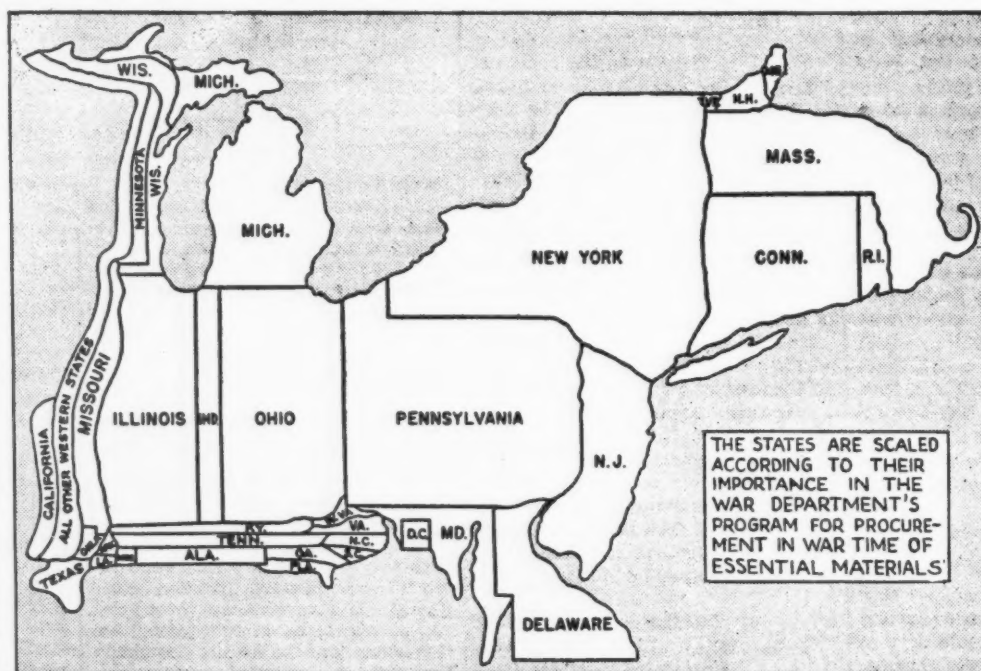 WIS.
MICH.
MINNESOTA
WIS.
MICH.
N.H.
MASS.
NEW YORK
CONN.
R.I.
CALIFORNIA
ALL OTHER WESTERN STATES
MISSOURI
ILLINOIS
IND.
OHIO
PENNSYLVANIA
N.J.
THE STATES ARE SCALED
ACCORDING TO THEIR
IMPORTANCE IN THE
WAR DEPARTMENT'S
PROGRAM FOR PROCURE-
MENT IN WAR TIME OF
ESSENTIAL MATERIALS
KY.
VA.
TENN.
N.C.
S.C.
D.C.
MD.
TEXAS
LA.
ALA.
GA.
FLA.
DELAWARE